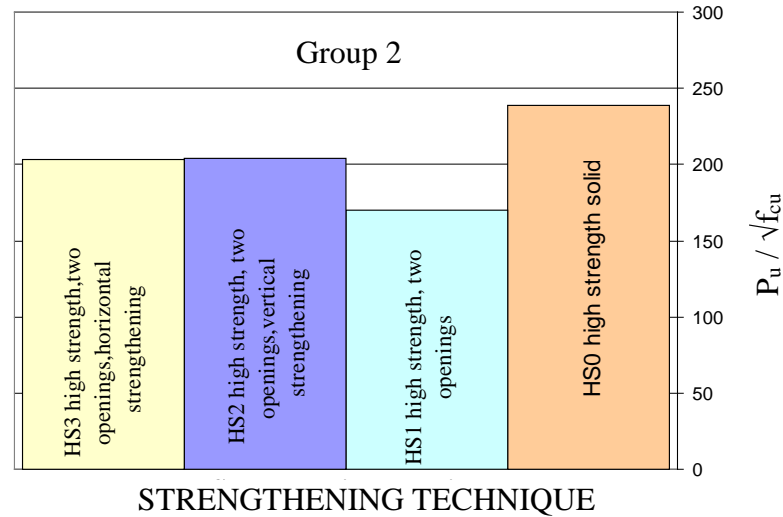 Group 2
HS3 high strength,two
openings,horizontal
strengthening
HS2 high strength, two
openings,vertical
strengthening
HS1 high strength, two
openings
HS0 high strength solid
300
250
200
150
100
50
0
Pu / √fcu
STRENGTHENING TECHNIQUE